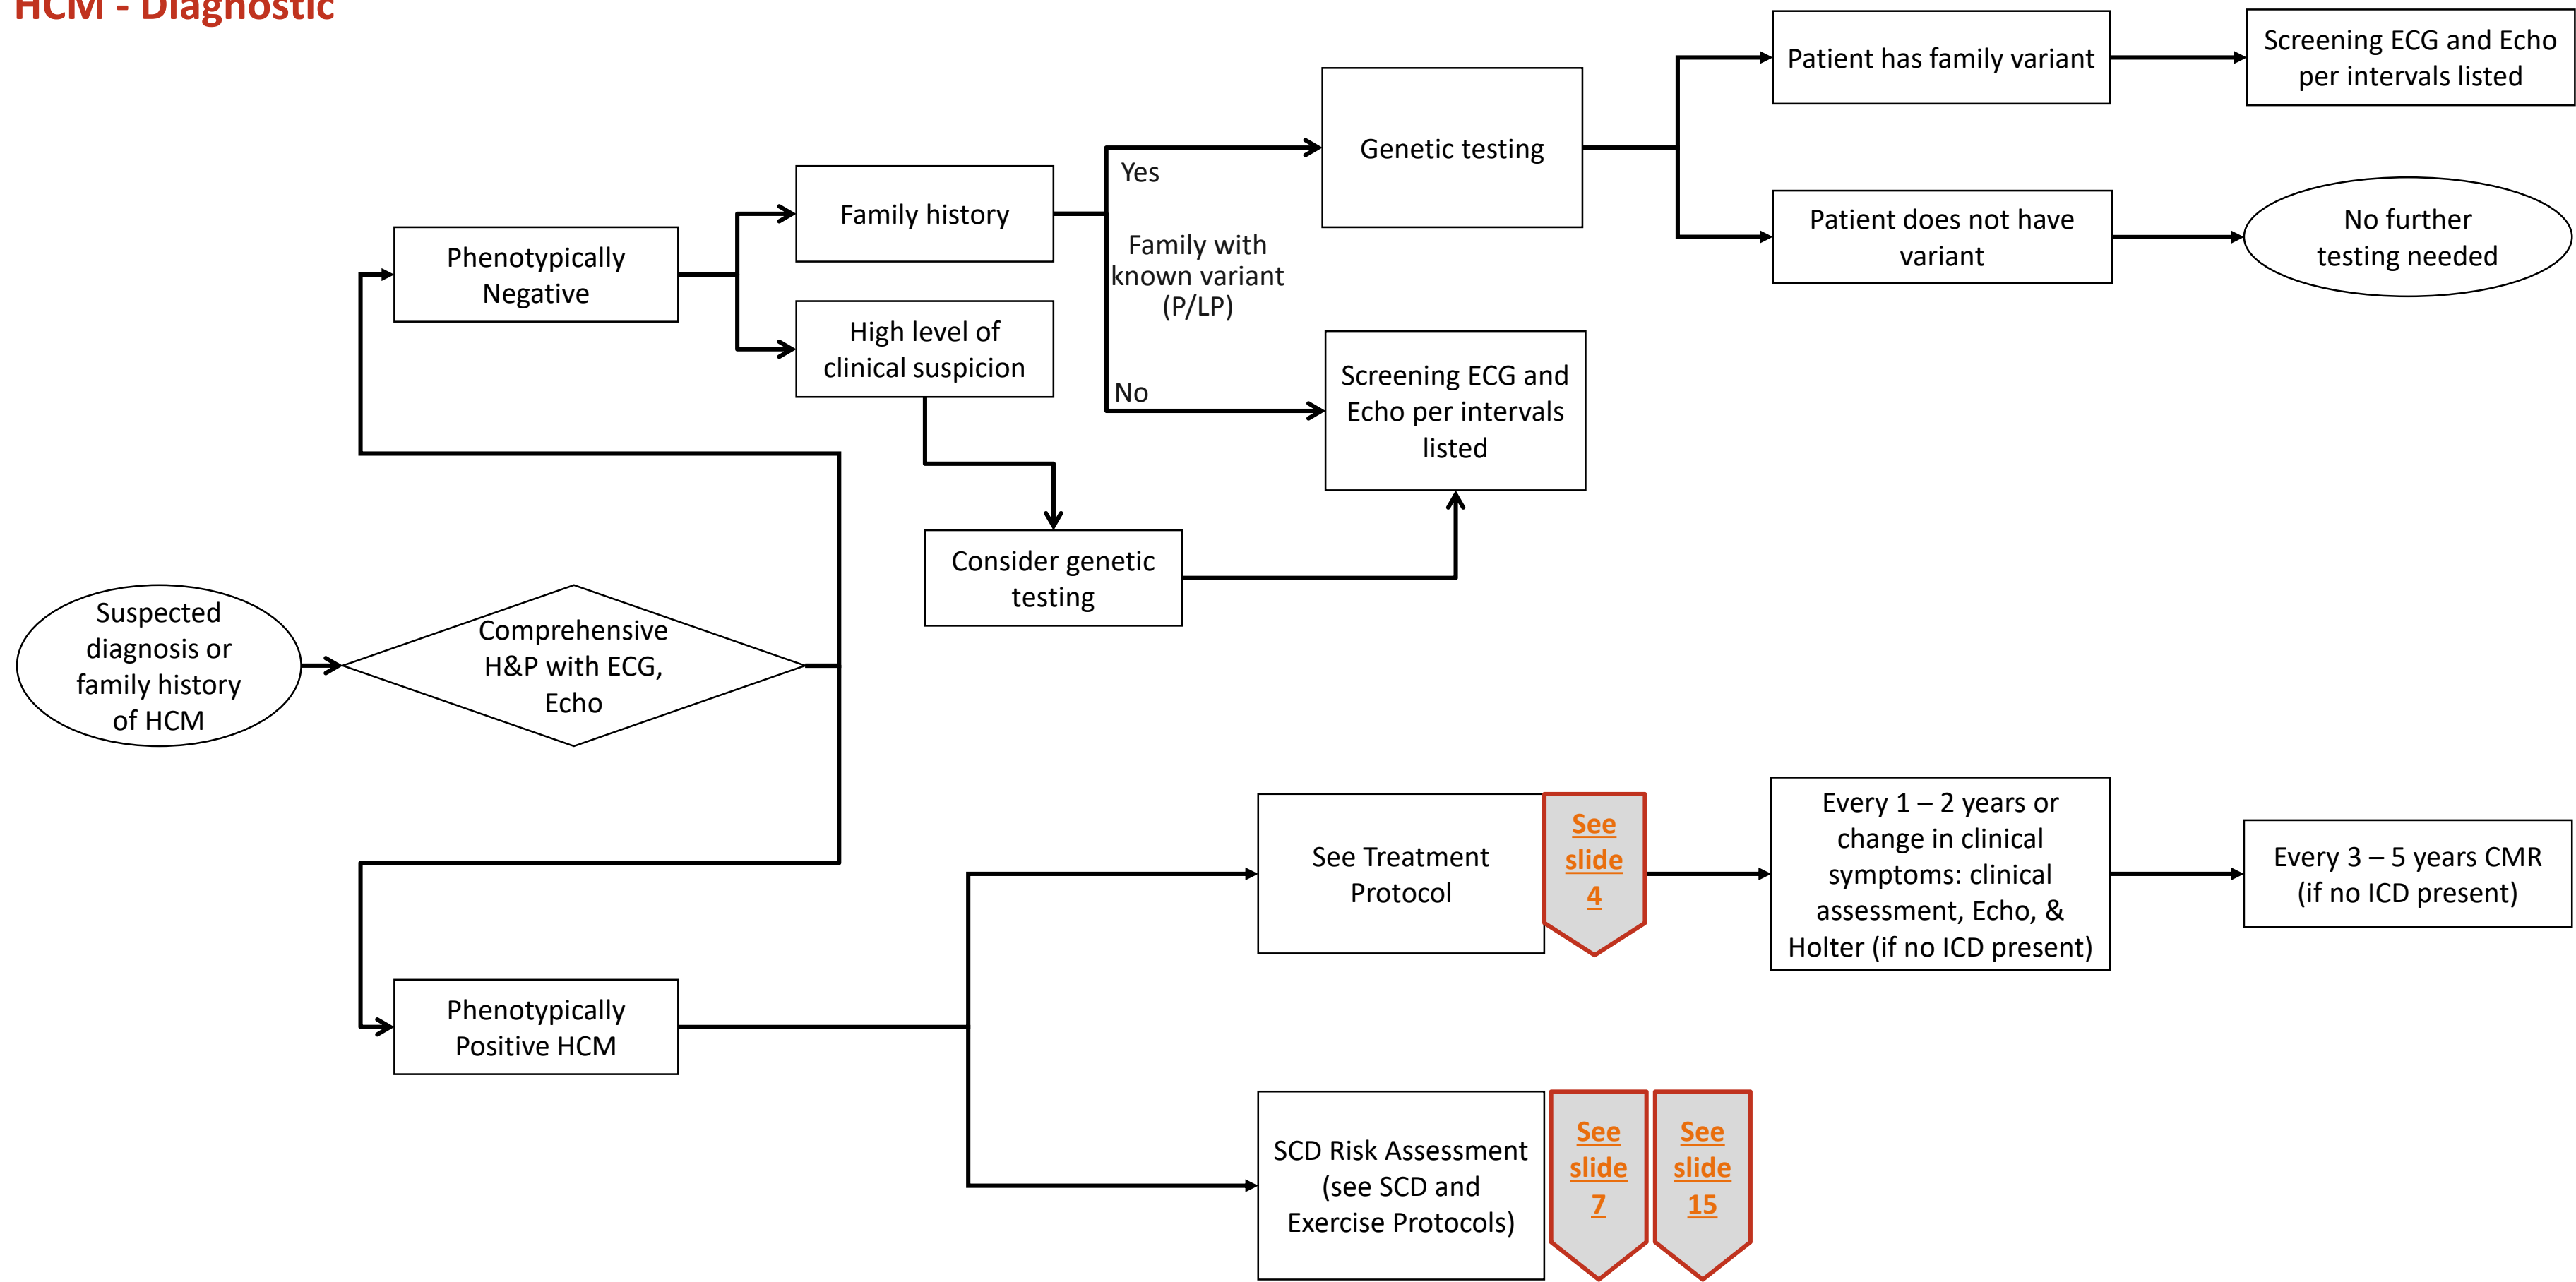 HCM - Diagnostic
Patient has family variant
Screening ECG and Echo
per intervals listed
Genetic testing
Yes
Family history
Patient does not have
variant
No further
testing needed
Phenotypically
Negative
Family with
known variant
(P/LP)
High level of
clinical suspicion
No
Screening ECG and
Echo per intervals
listed
Consider genetic
testing
Suspected
diagnosis or
family history
of HCM
Comprehensive
H&P with ECG,
Echo
See Treatment
Protocol
See
slide
4
Every 1 – 2 years or
change in clinical
symptoms: clinical
assessment, Echo, &
Holter (if no ICD present)
Every 3 – 5 years CMR
(if no ICD present)
Phenotypically
Positive HCM
SCD Risk Assessment
(see SCD and
Exercise Protocols)
See
slide
7
See
slide
15